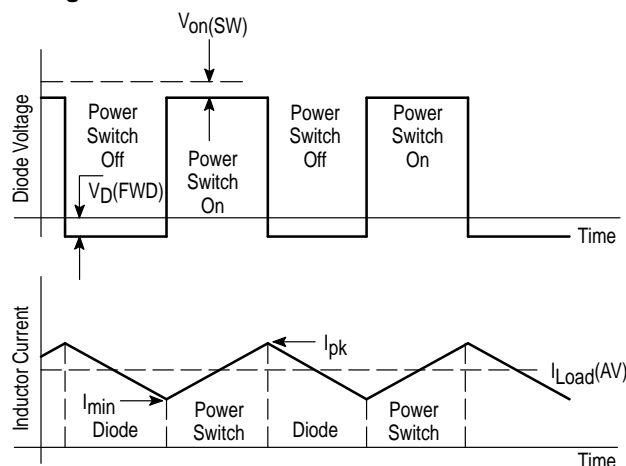 Von(SW)
Diode Voltage
Power
Switch
Off
Power
Switch
On
Power
Switch
Off
Power
Switch
On
VD(FWD)
Time
Inductor Current
Ipk
ILoad(AV)
Imin
Diode
Power
Switch
Diode
Power
Switch
Time